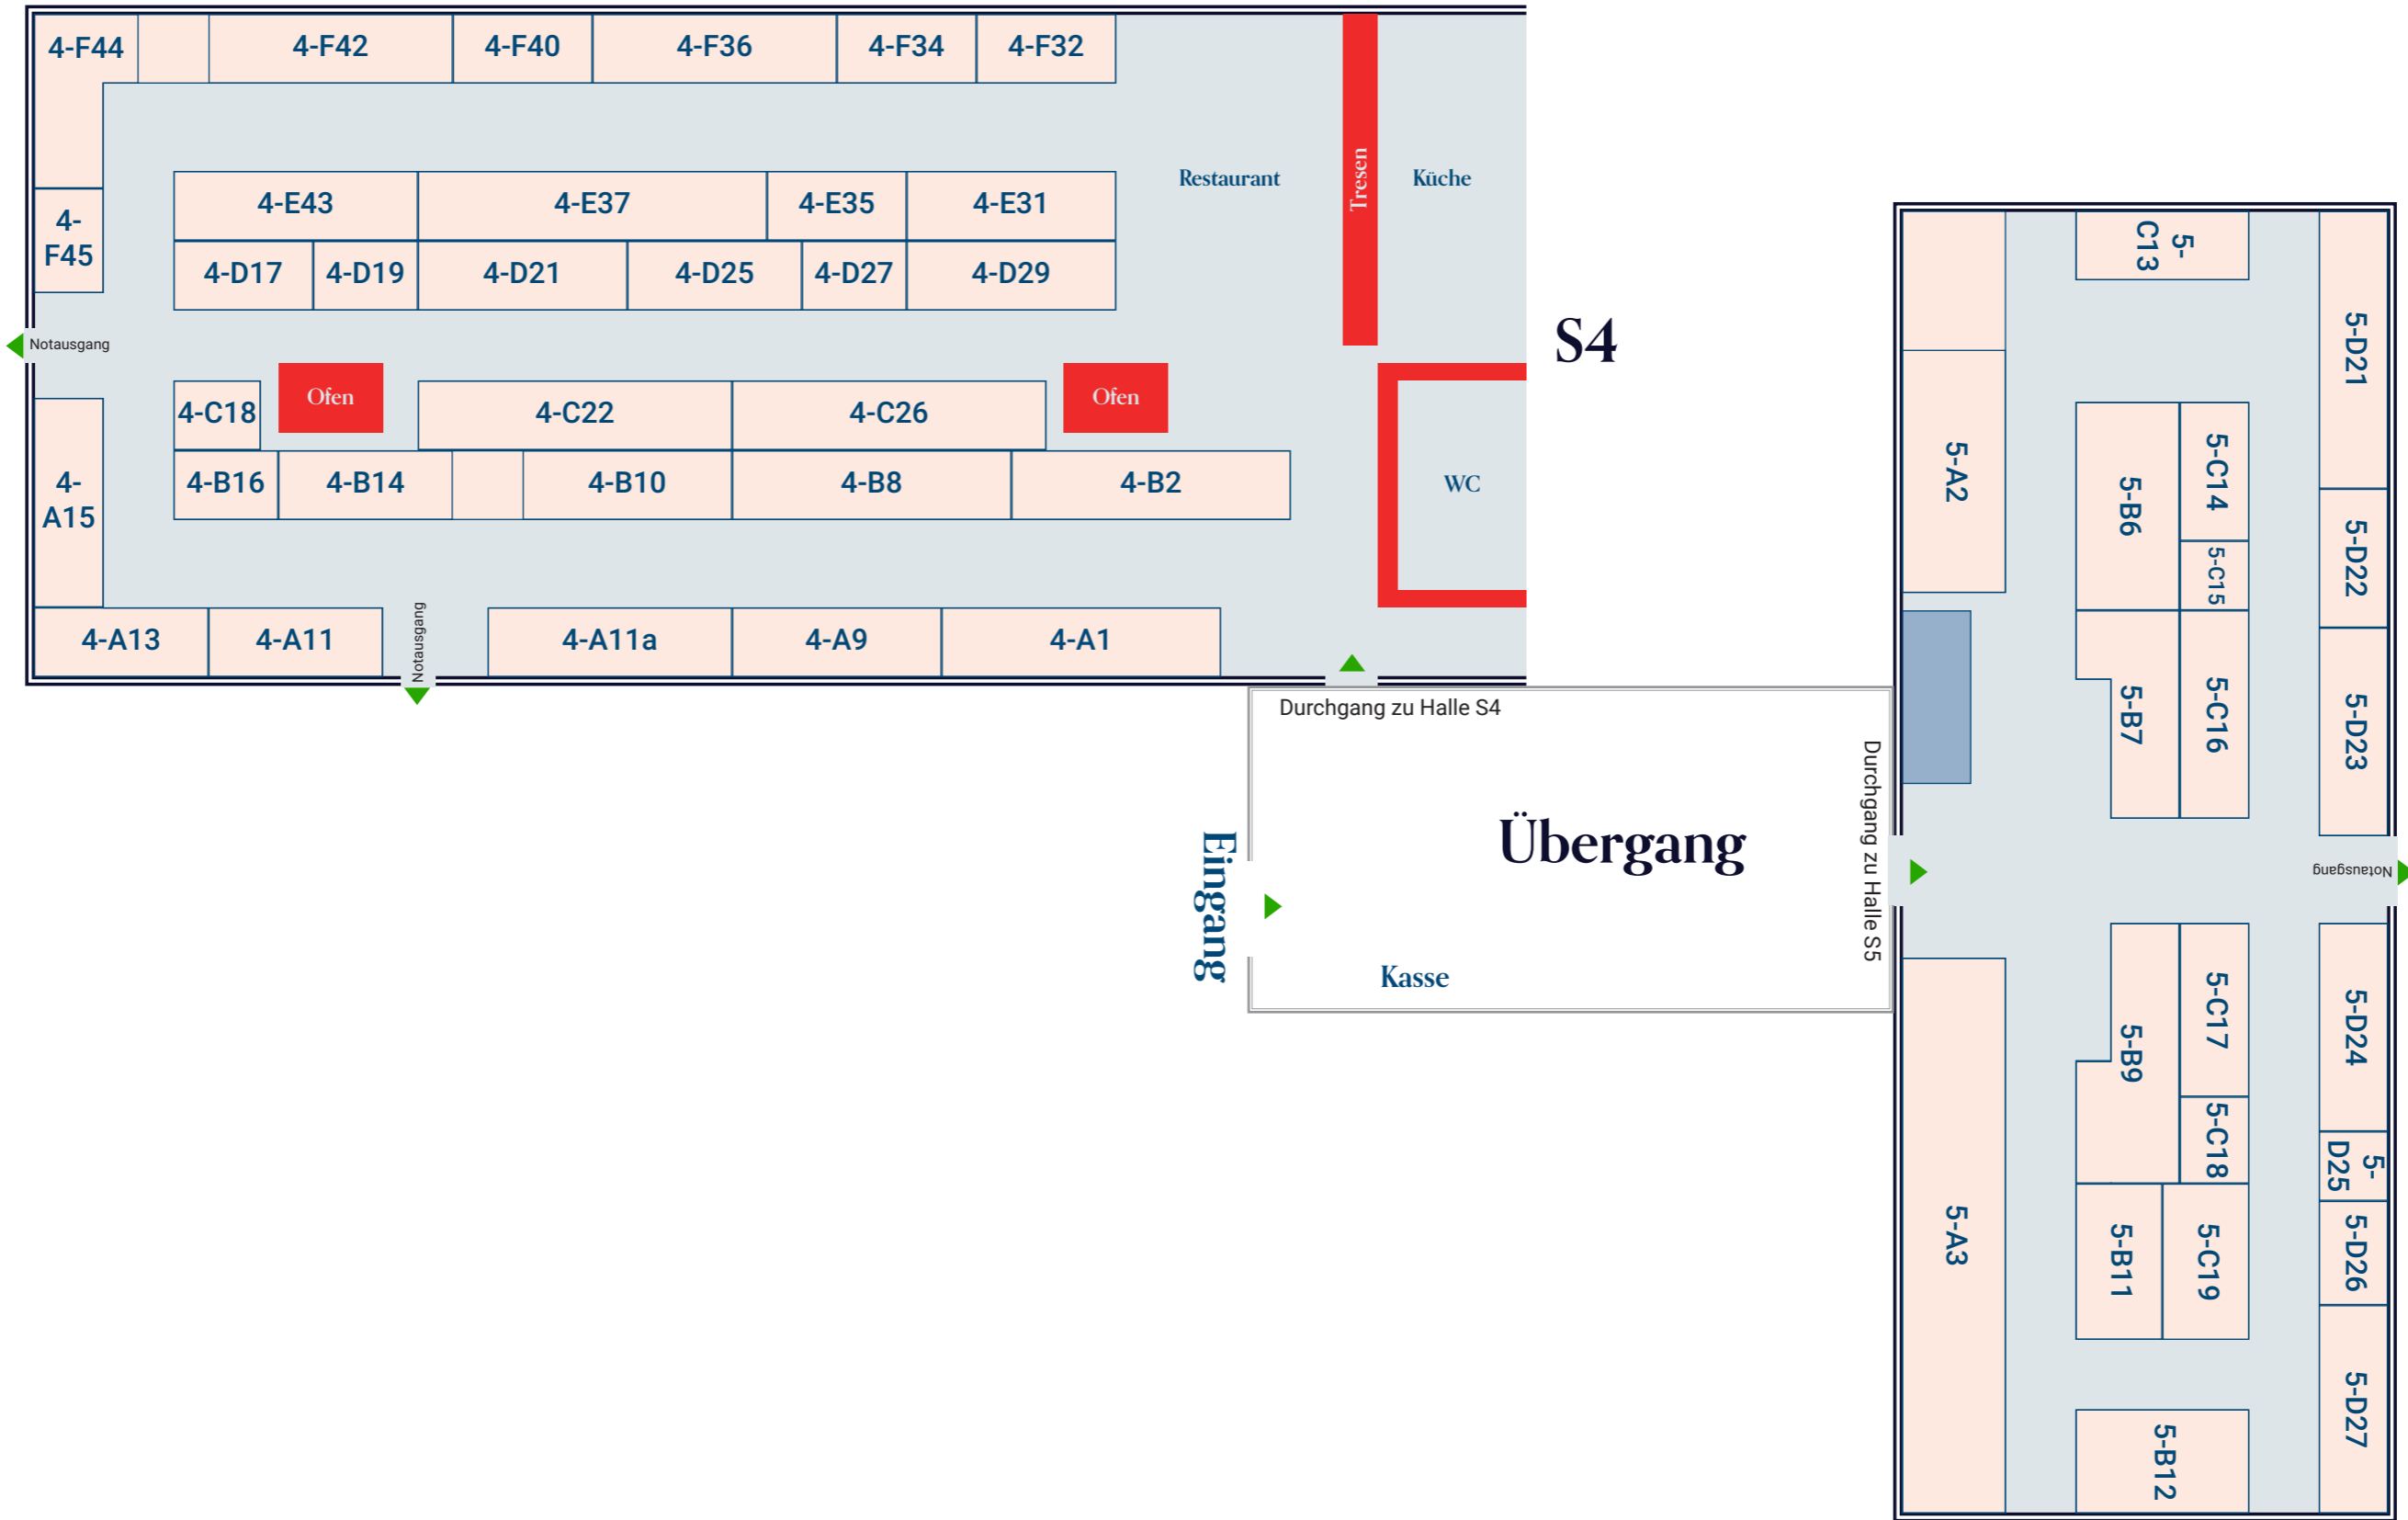 4-F44
4-F42
4-F40
4-F36
4-F34
4-F32
4-
F45
4-E43
4-E37
4-E35
4-E31
4-D17
4-D19
4-D21
4-D25
4-D27
4-D29
Restaurant
Tresen
Küche
Notausgang
4-C18
Ofen
4-C22
4-C26
Ofen
4-
A15
4-B16
4-B14
4-B10
4-B8
4-B2
WC
4-A13
4-A11
Notausgang
4-A11a
4-A9
4-A1
S4
Durchgang zu Halle S4
Übergang
Eingang
Kasse
Durchgang zu Halle S5
5-
C13
5-D21
5-A2
5-B6
5-C14
5-C15
5-D22
5-B7
5-C16
5-D23
Notausgang
5-B9
5-C17
5-D24
5-C18
5-
D25
5-A3
5-B11
5-C19
5-D26
5-D27
5-B12